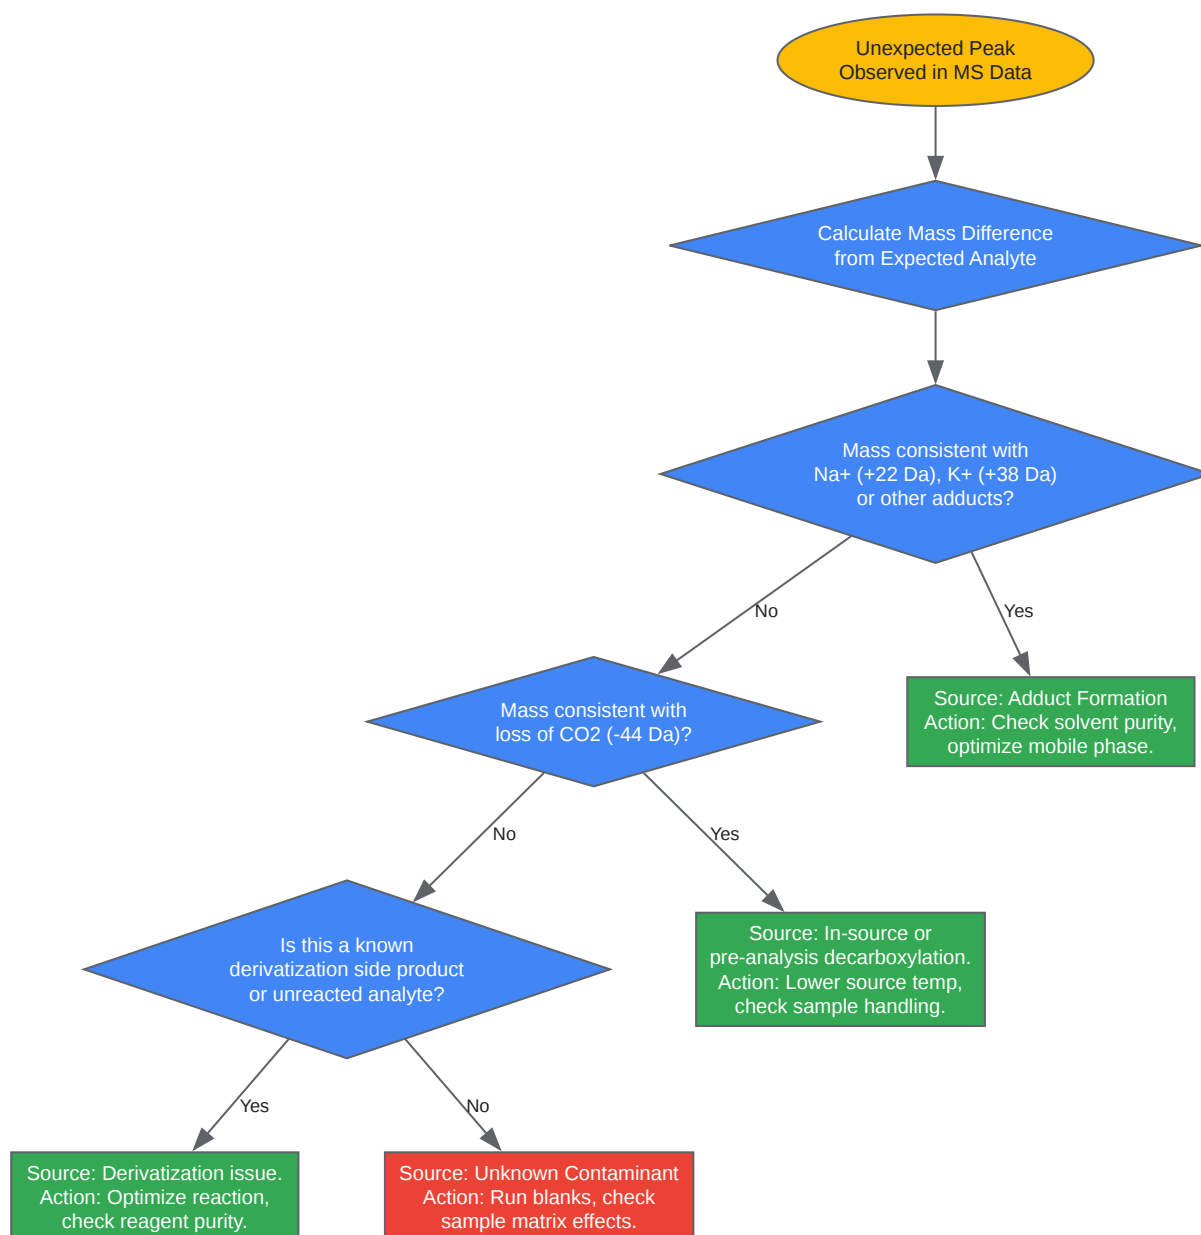 Unexpected Peak
Observed in MS Data
Calculate Mass Difference
from Expected Analyte
Mass consistent with
Na+ (+22 Da), K+ (+38 Da)
or other adducts?
No
Yes
Mass consistent with
loss of CO2 (-44 Da)?
Source: Adduct Formation
Action: Check solvent purity,
optimize mobile phase.
No
Yes
Is this a known
derivatization side product
or unreacted analyte?
Source: In-source or
pre-analysis decarboxylation.
Action: Lower source temp,
check sample handling.
Yes
No
Source: Derivatization issue.
Action: Optimize reaction,
check reagent purity.
Source: Unknown Contaminant
Action: Run blanks, check
sample matrix effects.